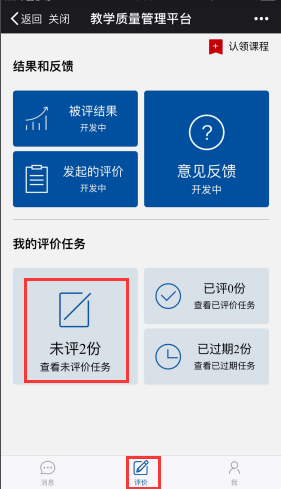 返回 关闭 教学质量管理平台
认领课程
结果和反馈
被评结果
开发中
发起的评价
开发中
意见反馈
开发中
我的评价任务
未评2份
查看未评价任务
已评0份
查看已评价任务
已过期2份
查看已过期任务
消息 评价 我